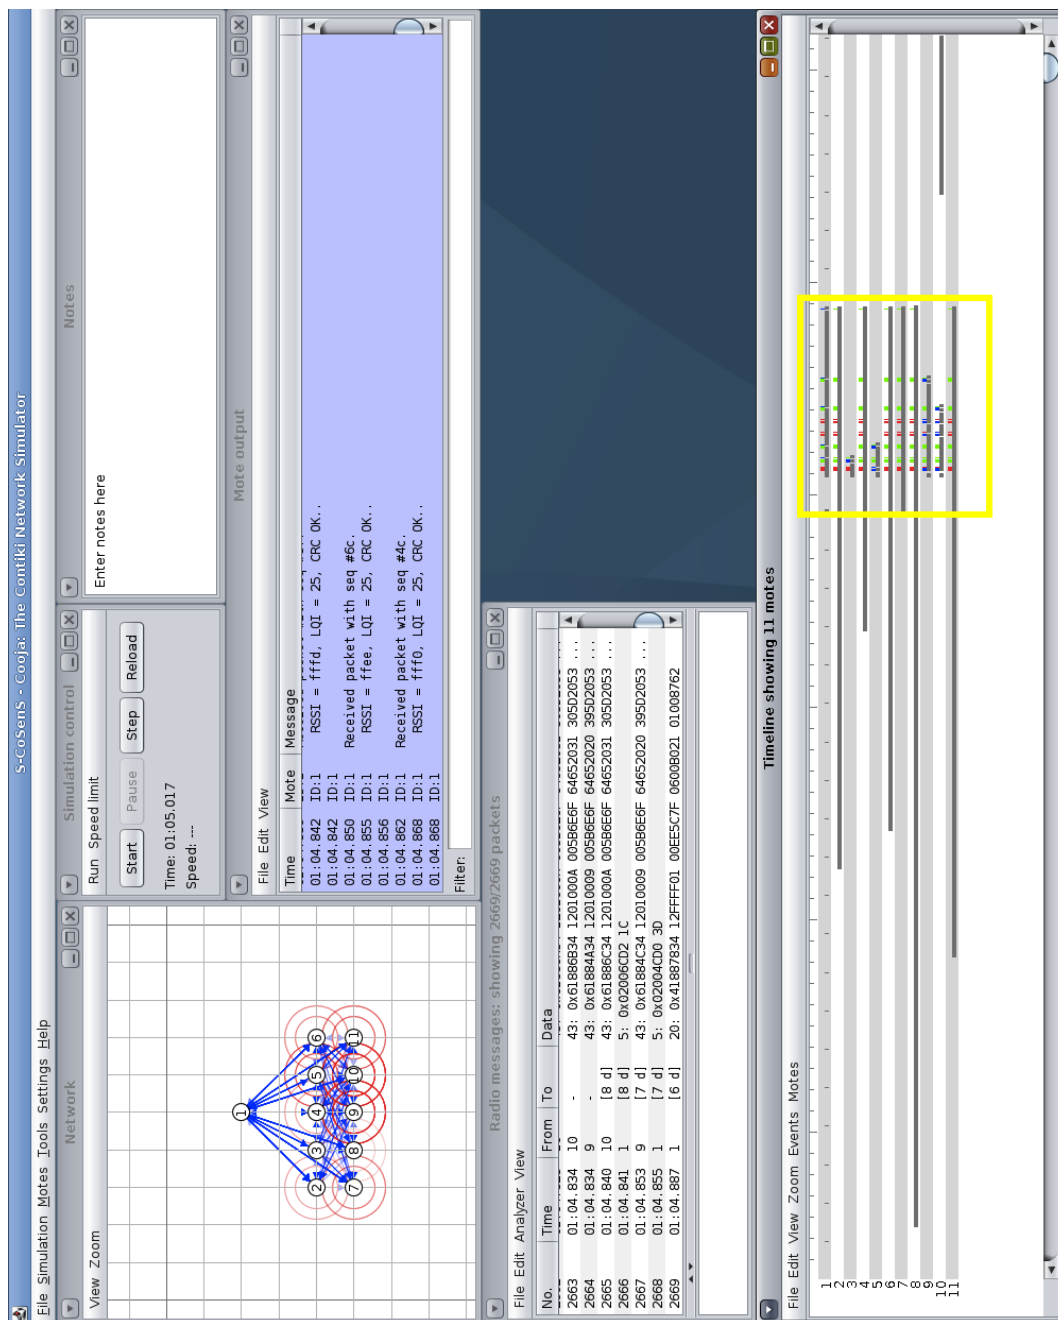 S-CoSenS - Cooja: The Contiki Network Simulator
File Simulation Motes Tools Settings Help
Network
View Zoom
1
2 3 4 5 6
7 8 9 10 11
Simulation control
Run Speed limit
Start Pause Step Reload
Time: 01:05.017
Speed: ---
Notes
Enter notes here
Mote output
File Edit View
Time Mote Message
01:04.842 ID:1 RSSI = fffd, LQI = 25, CRC OK..
01:04.842 ID:1
01:04.850 ID:1 Received packet with seq #6c.
01:04.855 ID:1 RSSI = ffee, LQI = 25, CRC OK..
01:04.856 ID:1
01:04.862 ID:1 Received packet with seq #4c.
01:04.868 ID:1 RSSI = fff0, LQI = 25, CRC OK..
01:04.868 ID:1
Filter:
Radio messages: showing 2669/2669 packets
File Edit Analyzer View
No. Time From To Data
2663 01:04.834 10 - 43: 0x61886B34 1201000A 005B6E6F 64652031 305D2053 ...
2664 01:04.834 9 - 43: 0x61884A34 12010009 005B6E6F 64652020 395D2053 ...
2665 01:04.840 10 [8 d] 43: 0x61886C34 1201000A 005B6E6F 64652031 305D2053 ...
2666 01:04.841 1 [8 d] 5: 0x02006CD2 1C
2667 01:04.853 9 [7 d] 43: 0x61884C34 12010009 005B6E6F 64652020 395D2053 ...
2668 01:04.855 1 [7 d] 5: 0x02004CD0 3D
2669 01:04.887 1 [6 d] 20: 0x41887834 12FFFF01 00EE5C7F 0600B021 01008762
Timeline showing 11 motes
File Edit View Zoom Events Motes
1
2
3
4
5
6
7
8
9
10
11